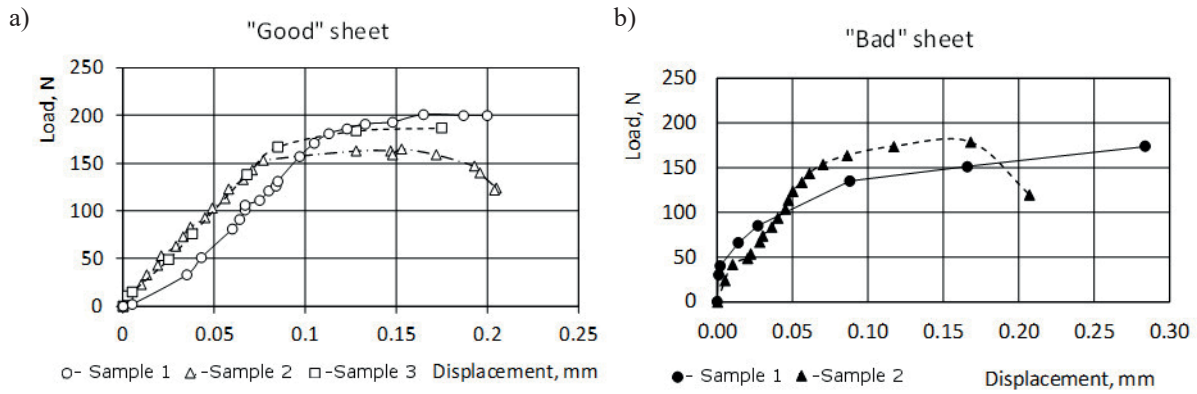 a)
"Good" sheet
Load, N
250
200
150
100
50
0
0 0.05 0.1 0.15 0.2 0.25
○- Sample 1 △-Sample 2 □-Sample 3 Displacement, mm
b)
"Bad" sheet
Load, N
250
200
150
100
50
0
0.00 0.05 0.10 0.15 0.20 0.25 0.30
●- Sample 1 ▲-Sample 2 Displacement, mm